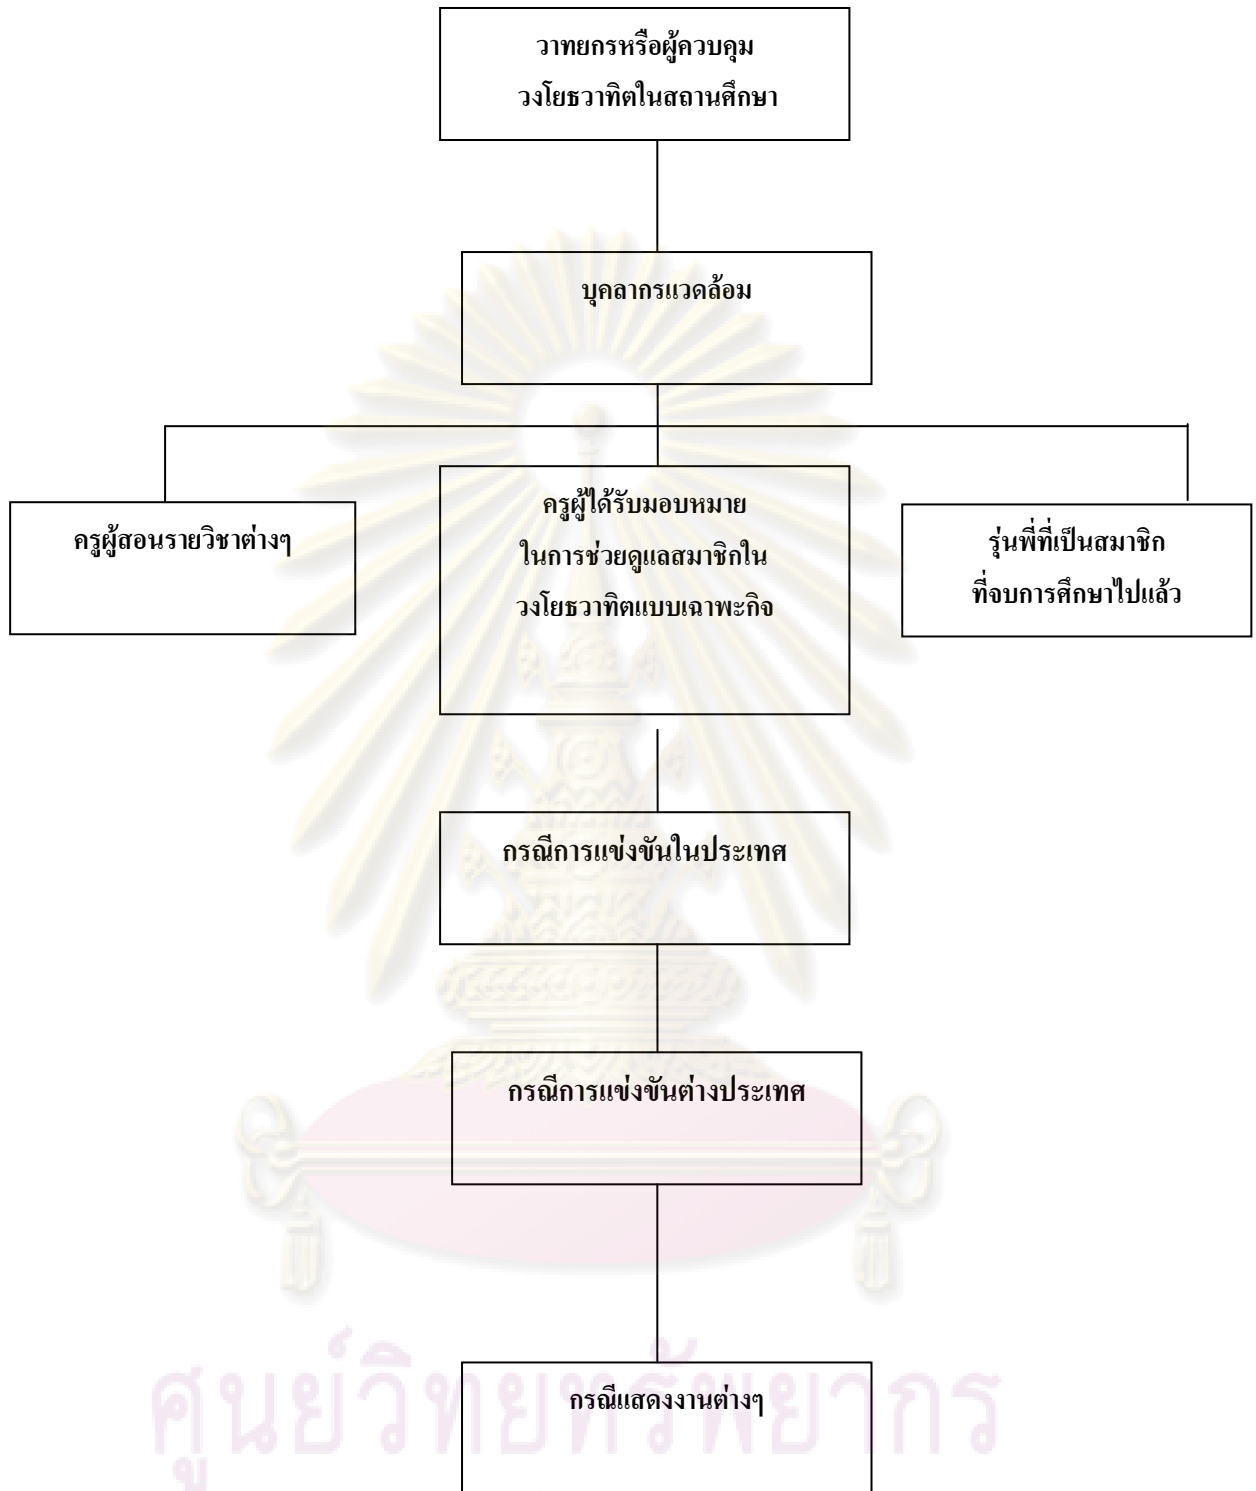 วาทยกรหรือผู้ควบคุม
วงโยธวาทิตในสถานศึกษา
บุคลากรแวดล้อม
ครูผู้สอนรายวิชาต่างๆ
ครูผู้ได้รับมอบหมาย
ในการช่วยดูแลสมาชิกใน
วงโยธวาทิตแบบเฉาพะกิจ
รุ่นพี่ที่เป็นสมาชิก
ที่จบการศึกษาไปแล้ว
กรณีการแข่งขันในประเทศ
กรณีการแข่งขันต่างประเทศ
กรณีแสดงงานต่างๆ
ศูนย์วิทยทรัพยากร